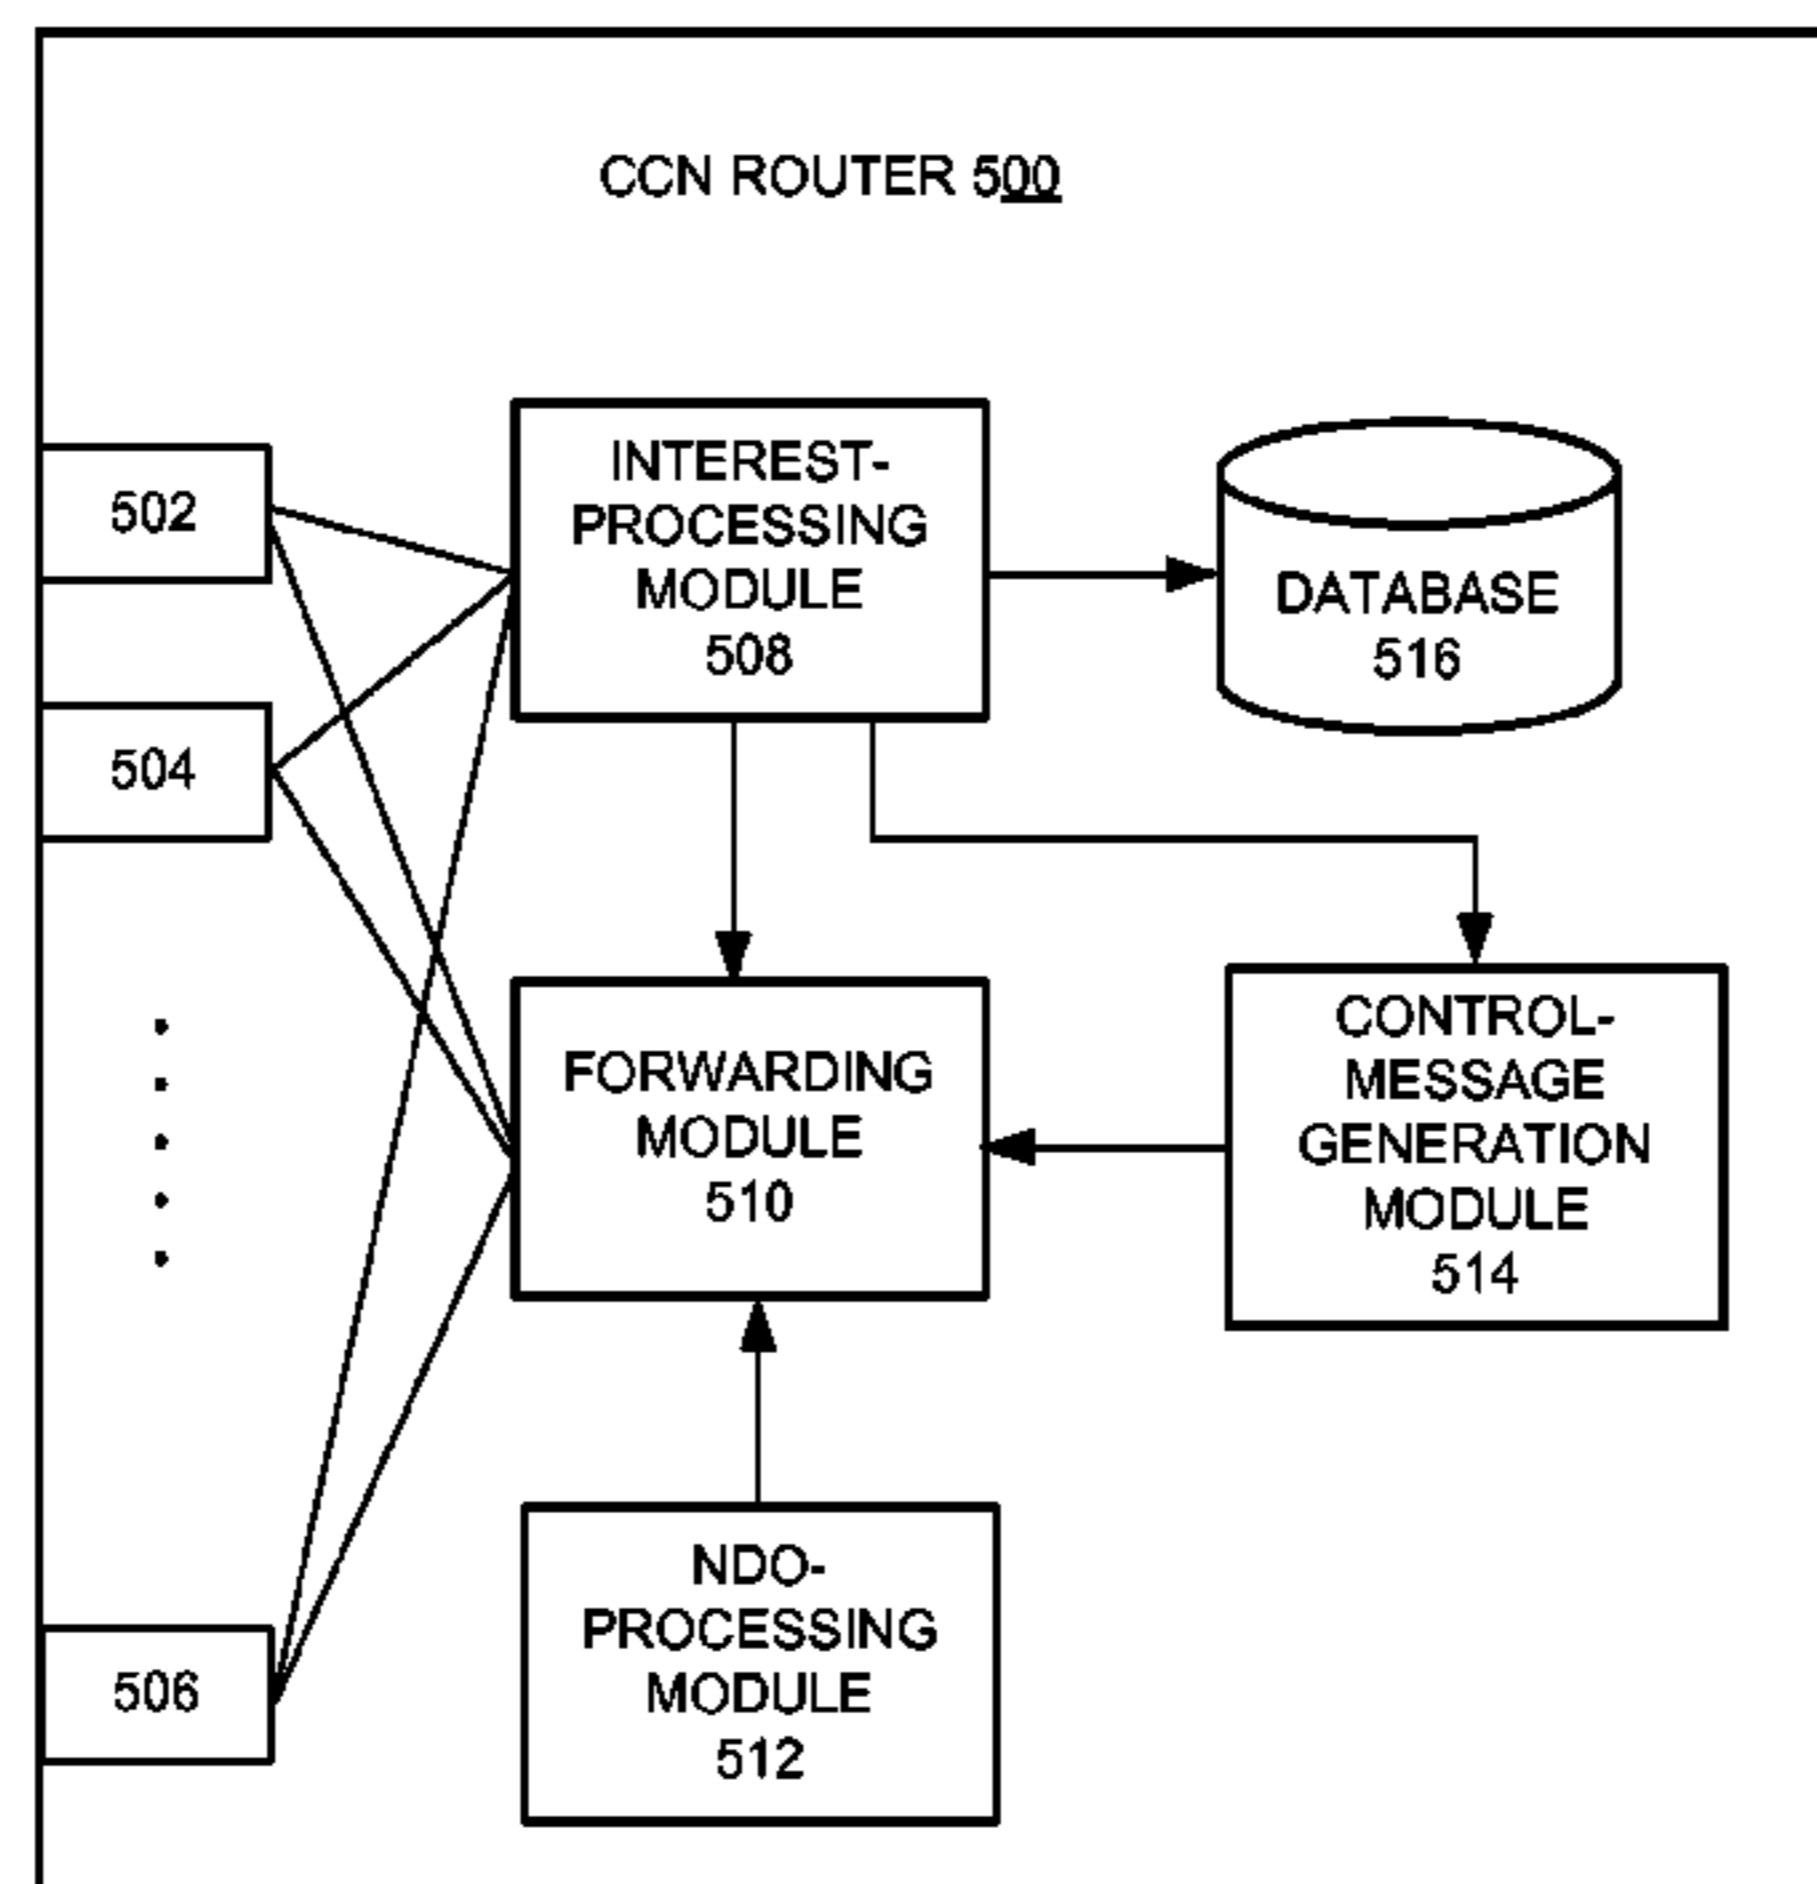 CCN ROUTER 500
INTEREST-
PROCESSING
MODULE
508
DATABASE
516
502
504
FORWARDING
MODULE
510
CONTROL-
MESSAGE
GENERATION
MODULE
514
506
NDO-
PROCESSING
MODULE
512